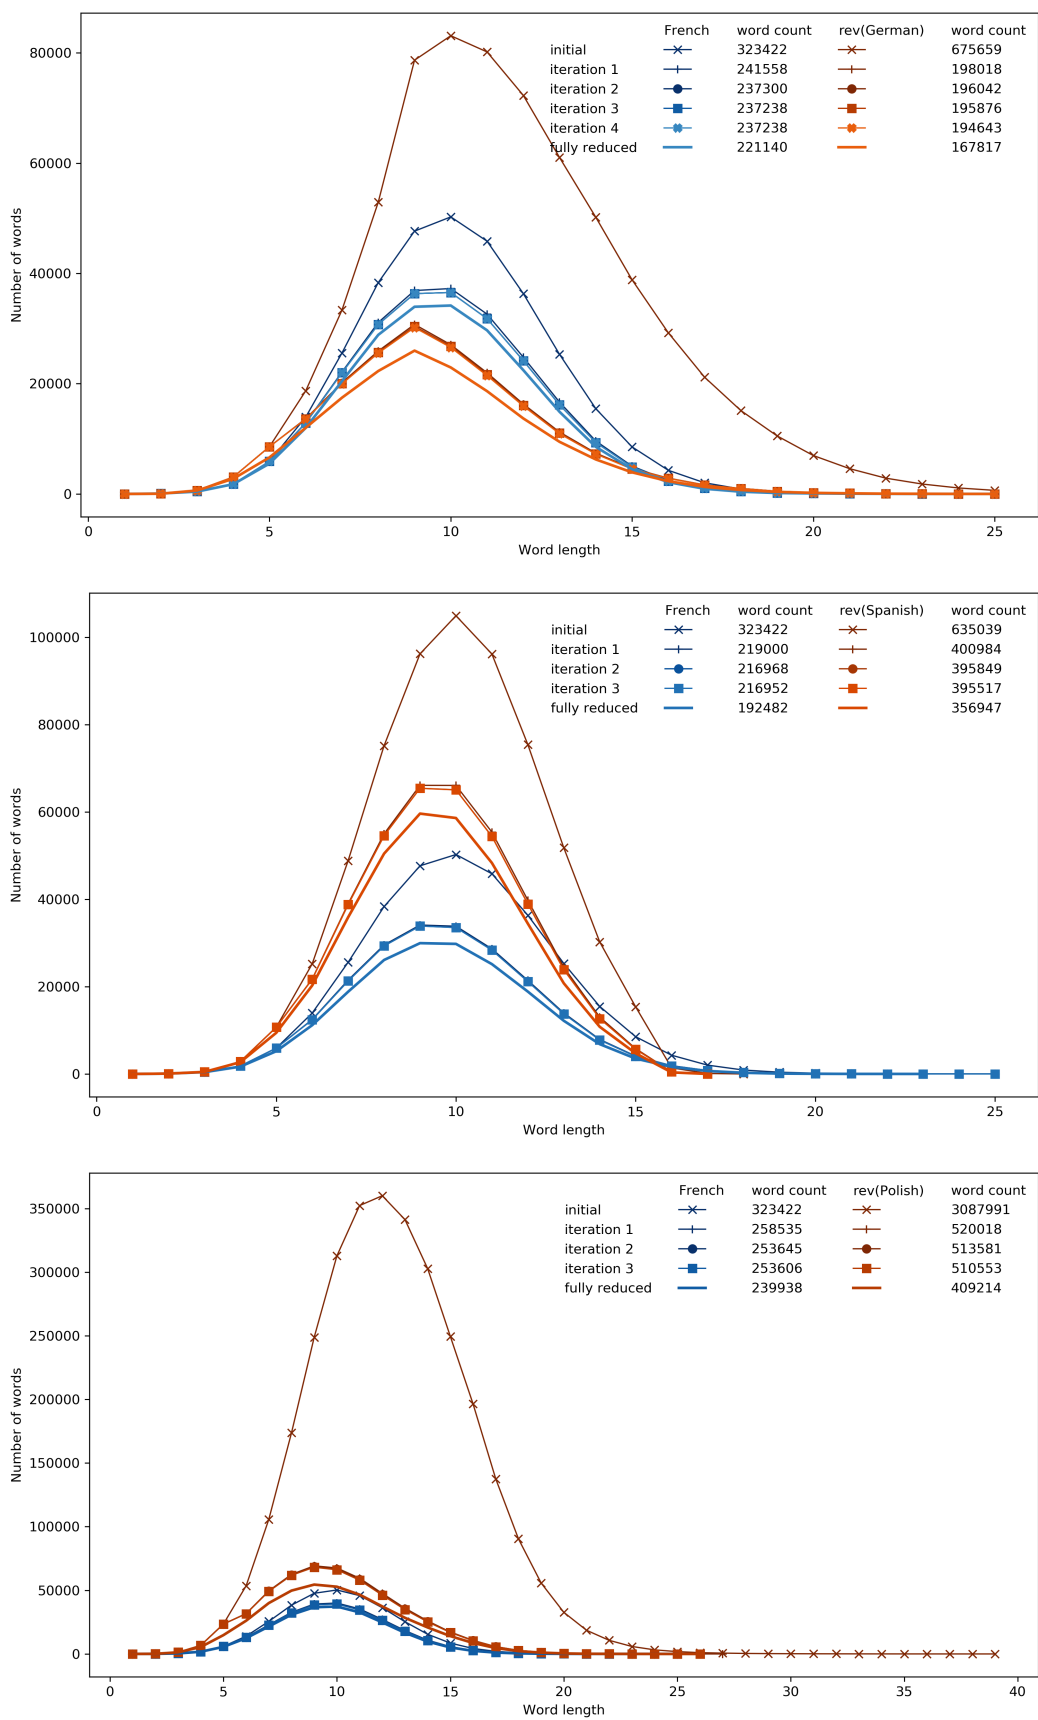 French word count rev(German) word count
initial 323422 675659
iteration 1 241558 198018
iteration 2 237300 196042
iteration 3 237238 195876
iteration 4 237238 194643
fully reduced 221140 167817
80000
60000
40000
20000
0
Number of words
0 5 10 15 20 25
Word length
French word count rev(Spanish) word count
initial 323422 635039
iteration 1 219000 400984
iteration 2 216968 395849
iteration 3 216952 395517
fully reduced 192482 356947
100000
80000
60000
40000
20000
0
Number of words
0 5 10 15 20 25
Word length
French word count rev(Polish) word count
initial 323422 3087991
iteration 1 258535 520018
iteration 2 253645 513581
iteration 3 253606 510553
fully reduced 239938 409214
350000
300000
250000
200000
150000
100000
50000
0
Number of words
0 5 10 15 20 25 30 35 40
Word length